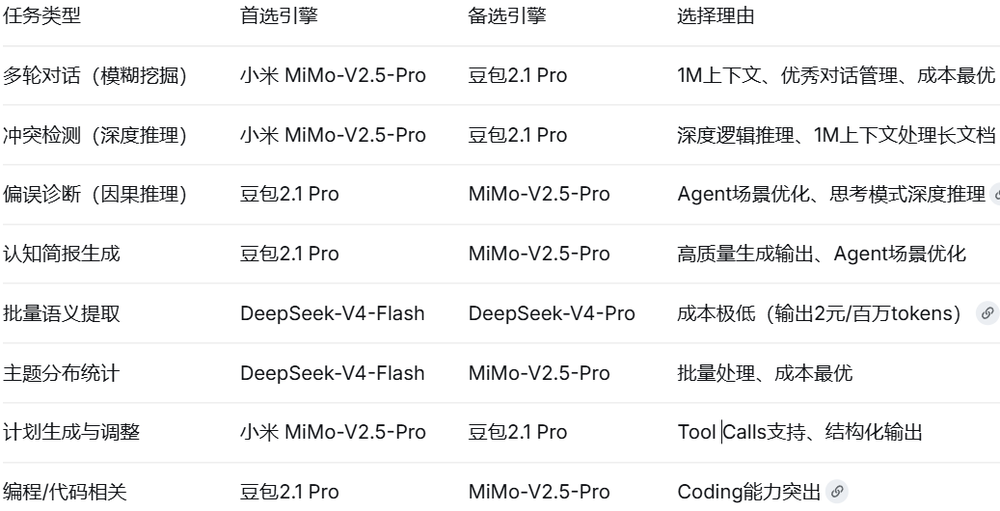 任务类型 首选引擎 备选引擎 选择理由
多轮对话（模糊挖掘） 小米 MiMo-V2.5-Pro 豆包2.1 Pro 1M上下文、优秀对话管理、成本最优
冲突检测（深度推理） 小米 MiMo-V2.5-Pro 豆包2.1 Pro 深度逻辑推理、1M上下文处理长文档
偏误诊断（因果推理） 豆包2.1 Pro MiMo-V2.5-Pro Agent场景优化、思考模式深度推理
认知简报生成 豆包2.1 Pro MiMo-V2.5-Pro 高质量生成输出、Agent场景优化
批量语义提取 DeepSeek-V4-Flash DeepSeek-V4-Pro 成本极低（输出2元/百万tokens）
主题分布统计 DeepSeek-V4-Flash MiMo-V2.5-Pro 批量处理、成本最优
计划生成与调整 小米 MiMo-V2.5-Pro 豆包2.1 Pro Tool Calls支持、结构化输出
编程/代码相关 豆包2.1 Pro MiMo-V2.5-Pro Coding能力突出